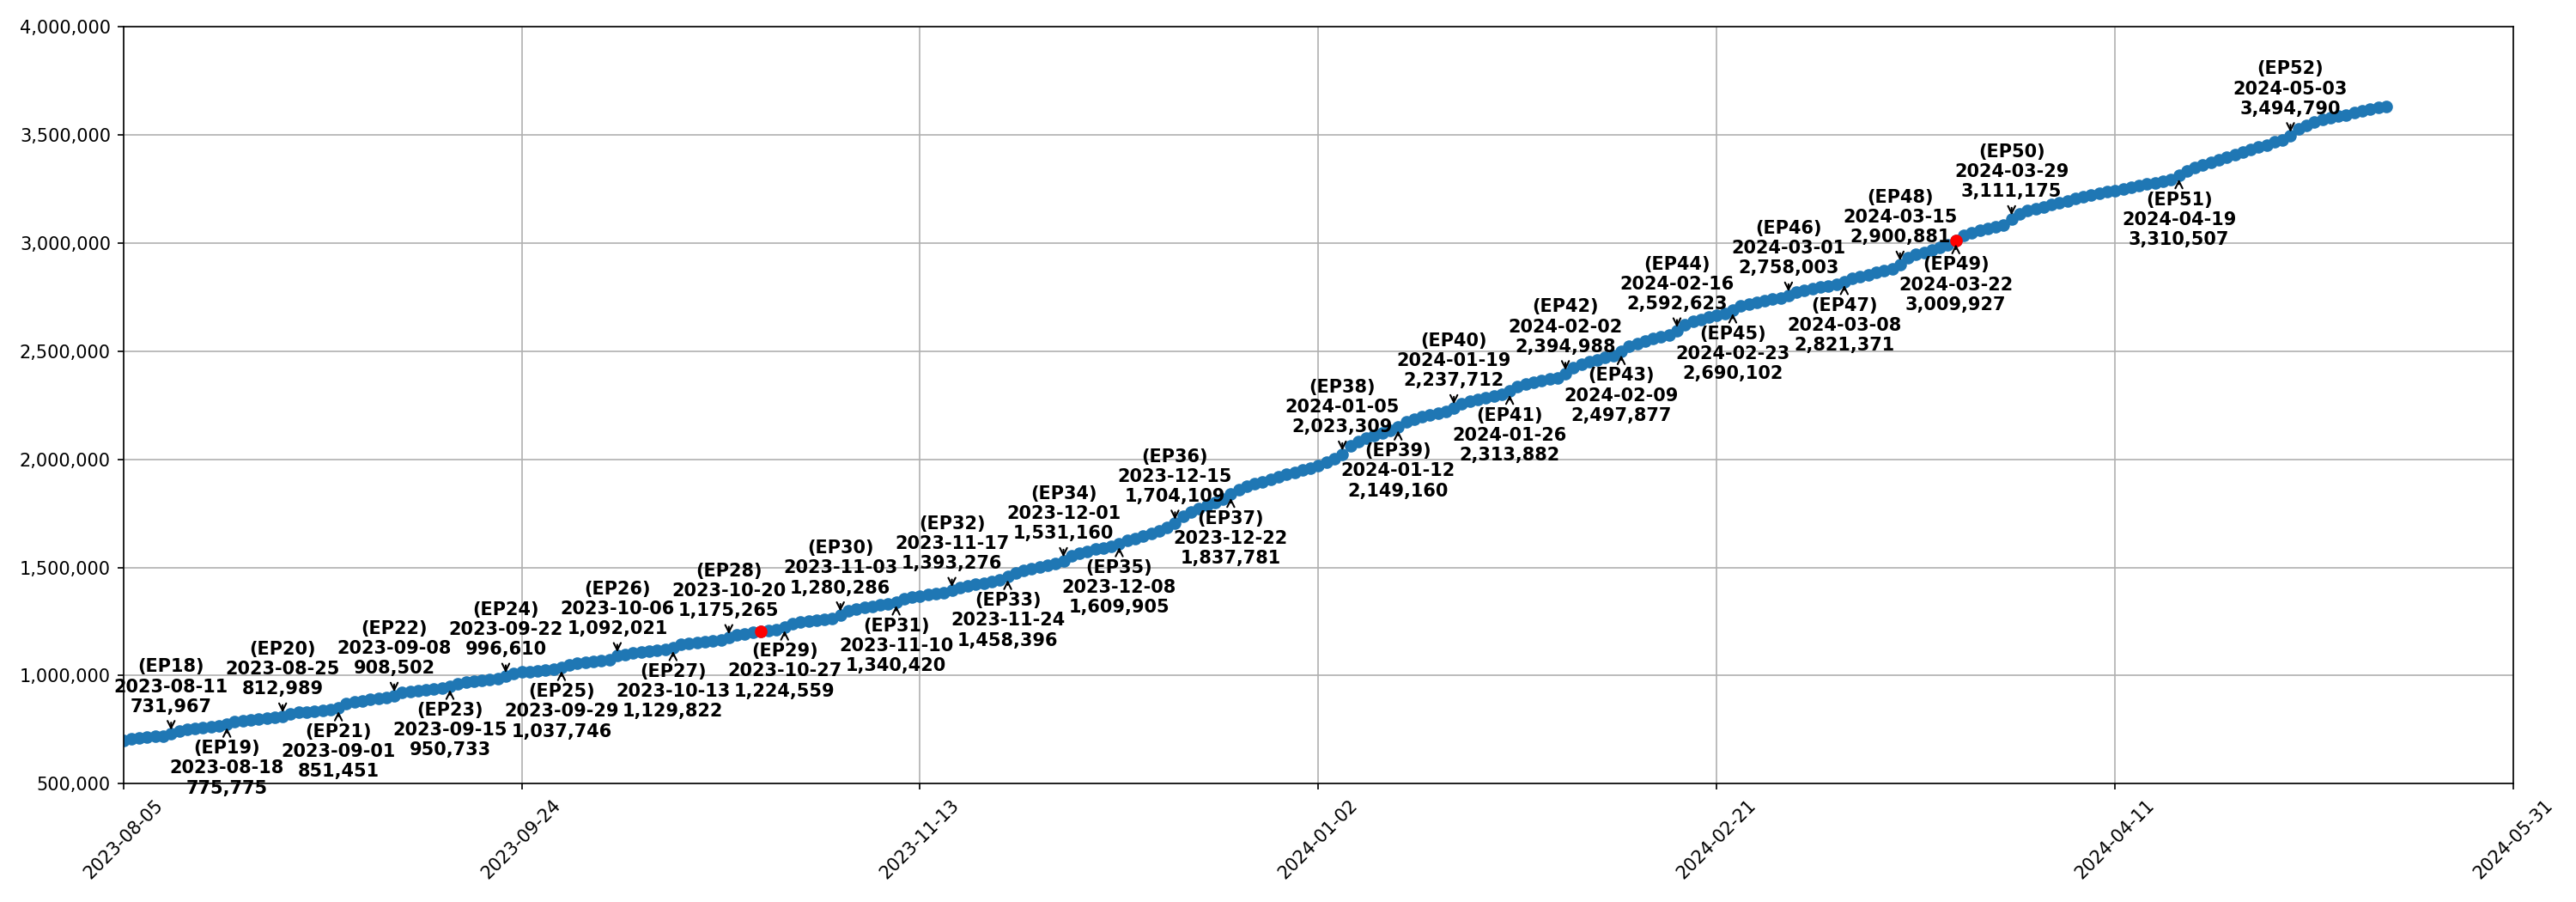 4,000,000
3,500,000
3,000,000
2,500,000
2,000,000
1,500,000
1,000,000
500,000
(EP18)
2023-08-11
731,967
(EP19)
2023-08-18
775,775
(EP20)
2023-08-25
812,989
(EP21)
2023-09-01
851,451
(EP22)
2023-09-08
908,502
(EP23)
2023-09-15
950,733
(EP24)
2023-09-22
996,610
(EP25)
2023-09-29
1,037,746
(EP26)
2023-10-06
1,092,021
(EP27)
2023-10-13
1,129,822
(EP28)
2023-10-20
1,175,265
(EP29)
2023-10-27
1,224,559
(EP30)
2023-11-03
1,280,286
(EP31)
2023-11-10
1,340,420
(EP32)
2023-11-17
1,393,276
(EP33)
2023-11-24
1,458,396
(EP34)
2023-12-01
1,531,160
(EP35)
2023-12-08
1,609,905
(EP36)
2023-12-15
1,704,109
(EP37)
2023-12-22
1,837,781
(EP38)
2024-01-05
2,023,309
(EP39)
2024-01-12
2,149,160
(EP40)
2024-01-19
2,237,712
(EP41)
2024-01-26
2,313,882
(EP42)
2024-02-02
2,394,988
(EP43)
2024-02-09
2,497,877
(EP44)
2024-02-16
2,592,623
(EP45)
2024-02-23
2,690,102
(EP46)
2024-03-01
2,758,003
(EP47)
2024-03-08
2,821,371
(EP48)
2024-03-15
2,900,881
(EP49)
2024-03-22
3,009,927
(EP50)
2024-03-29
3,111,175
(EP51)
2024-04-19
3,310,507
(EP52)
2024-05-03
3,494,790
2023-08-05
2023-09-24
2023-11-13
2024-01-02
2024-02-21
2024-04-11
2024-05-31